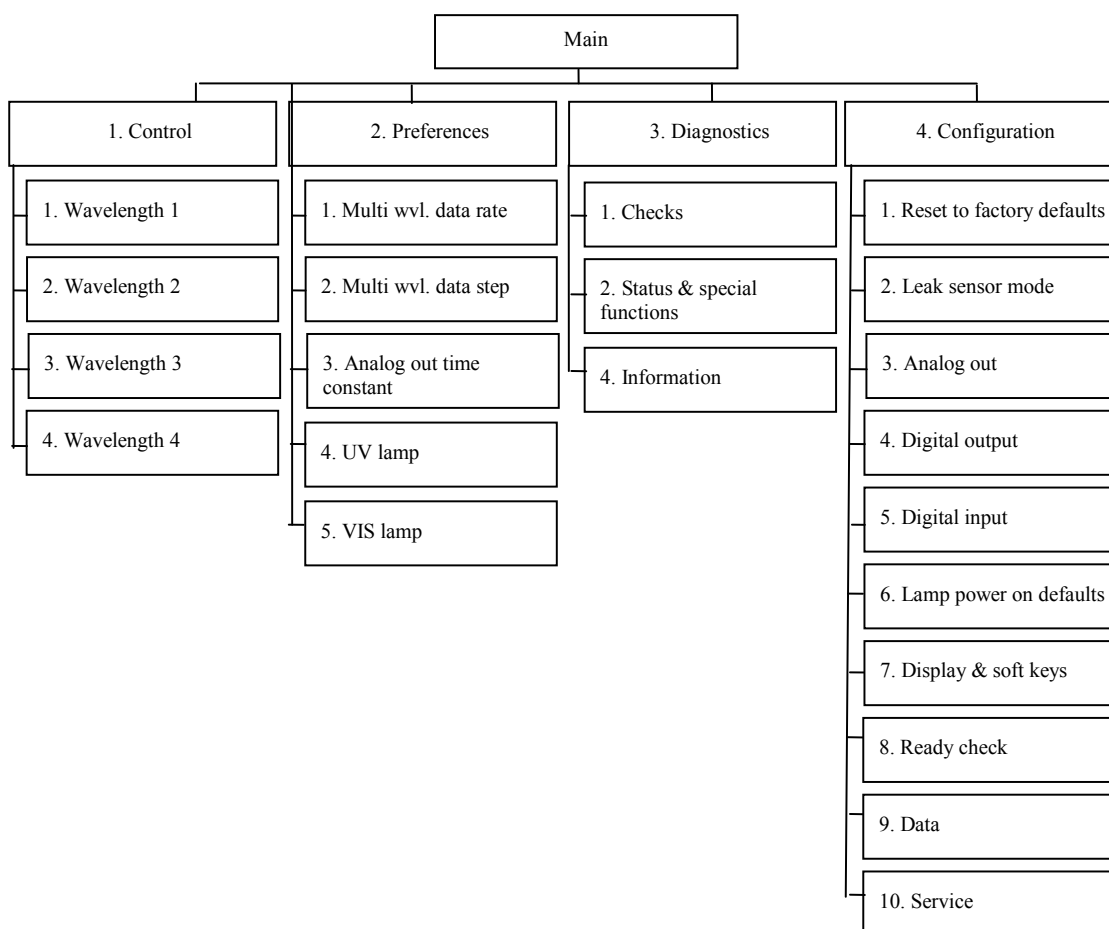 Main
1. Control
1. Wavelength 1
2. Wavelength 2
3. Wavelength 3
4. Wavelength 4
2. Preferences
1. Multi wvl. data rate
2. Multi wvl. data step
3. Analog out time
constant
4. UV lamp
5. VIS lamp
3. Diagnostics
1. Checks
2. Status & special
functions
4. Information
4. Configuration
1. Reset to factory defaults
2. Leak sensor mode
3. Analog out
4. Digital output
5. Digital input
6. Lamp power on defaults
7. Display & soft keys
8. Ready check
9. Data
10. Service